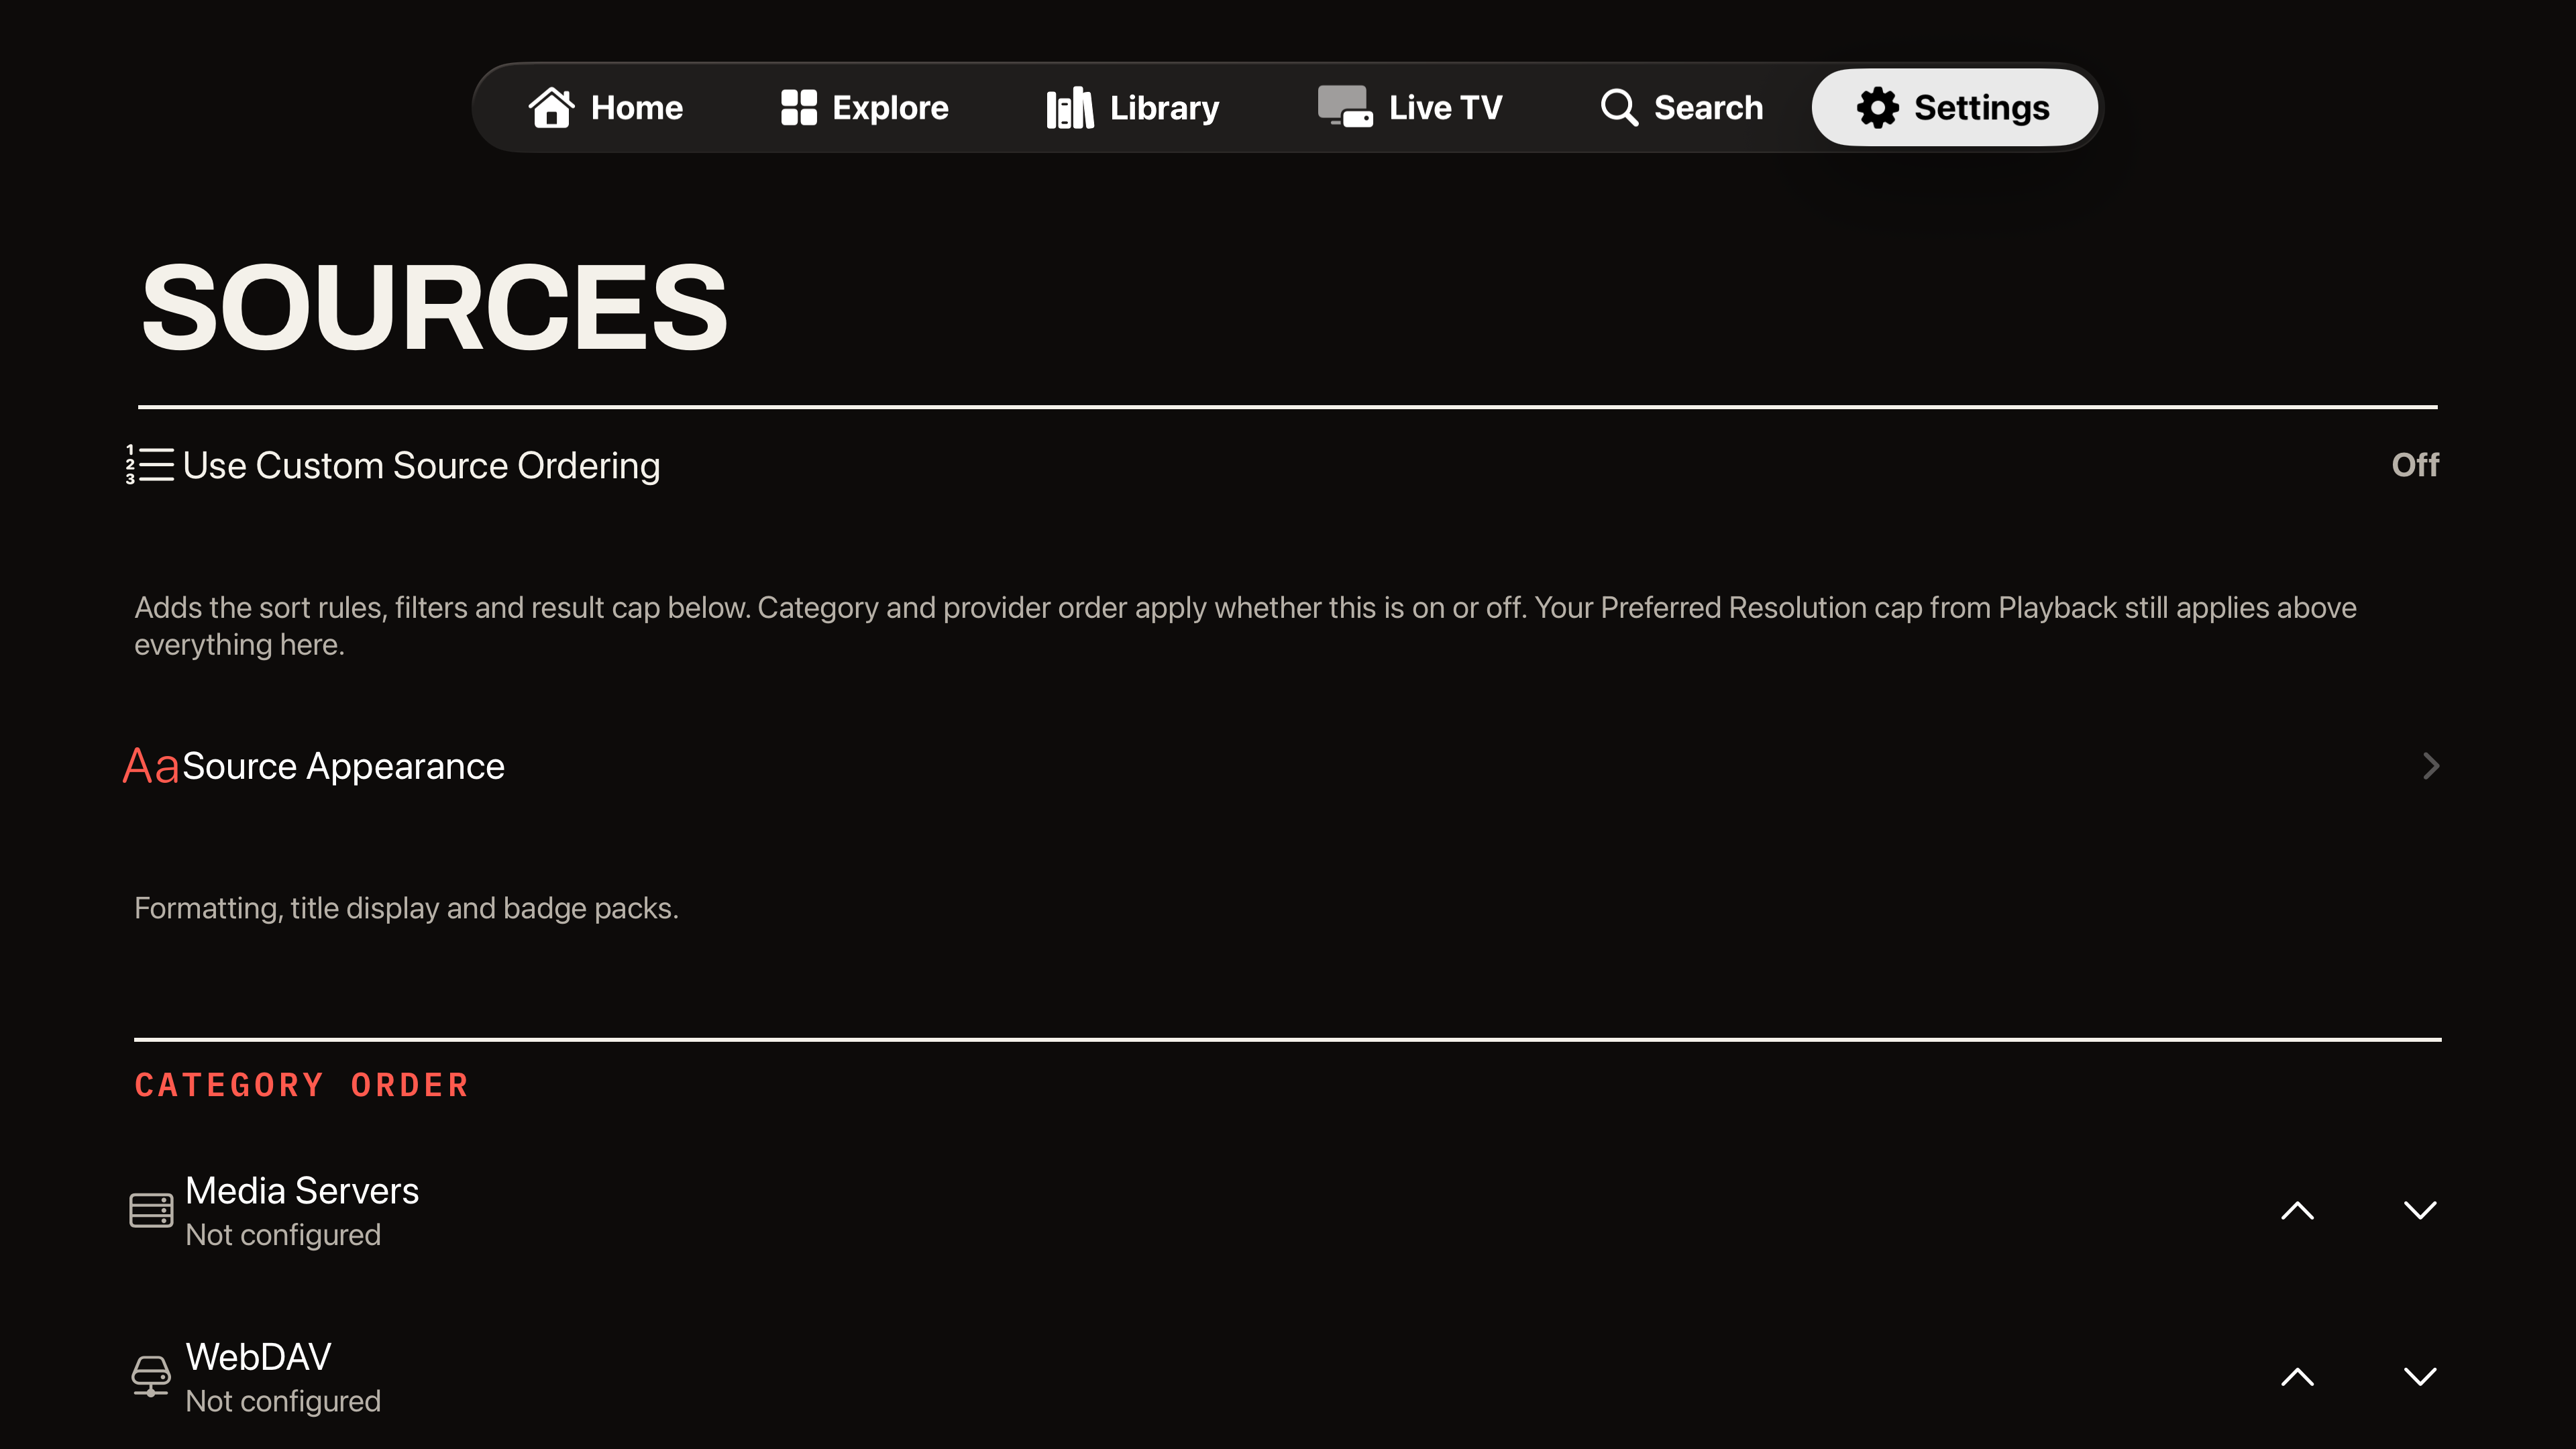 Home
Explore
Library
Live TV
Search
Settings
SOURCES
1
2
3
Use Custom Source Ordering
Off
Adds the sort rules, filters and result cap below. Category and provider order apply whether this is on or off. Your Preferred Resolution cap from Playback still applies above
everything here.
Aa
Source Appearance
Formatting, title display and badge packs.
CATEGORY ORDER
Media Servers
Not configured
WebDAV
Not configured